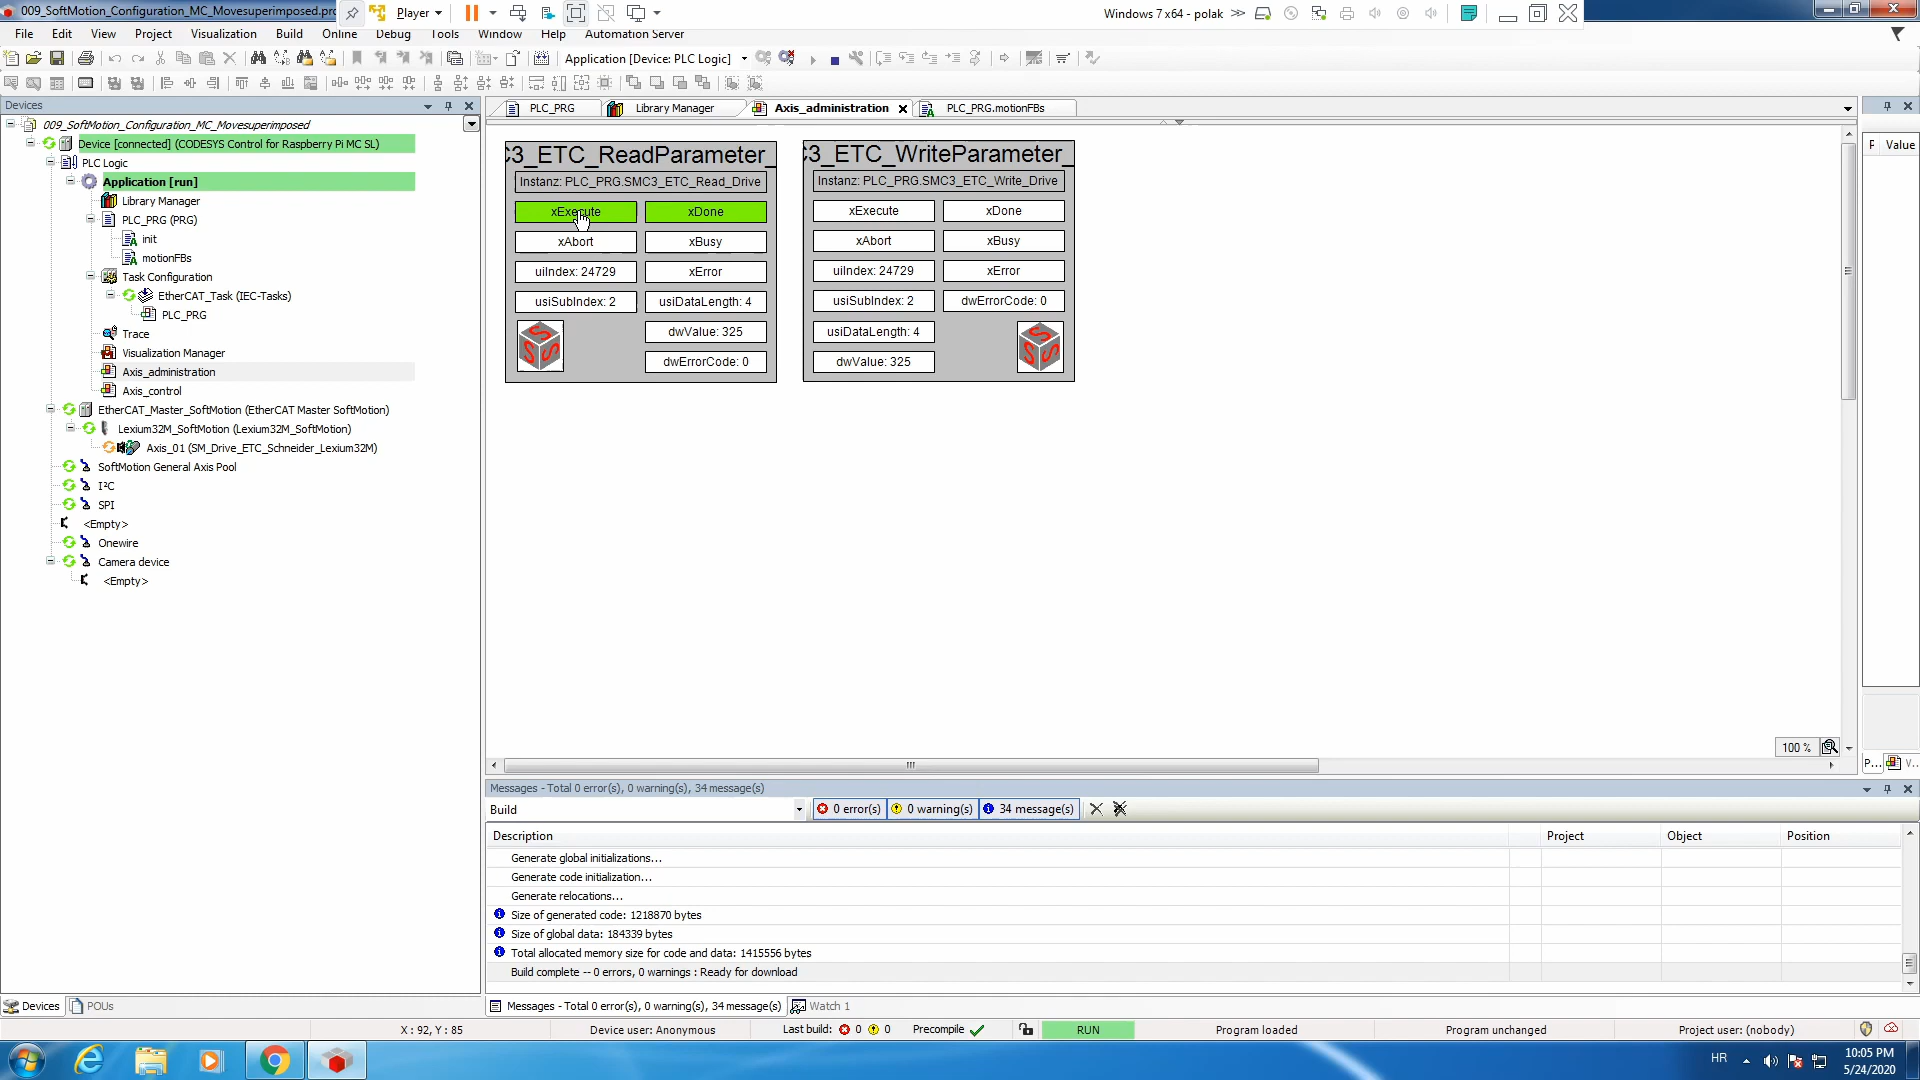 009_SoftMotion_Configuration_MC_Movesuperimposed.pro
Player
Windows 7 x64 - polak
File Edit View Project Visualization Build Online Debug Tools Window Help Automation Server
Application [Device: PLC Logic]
Devices
PLC_PRG Library Manager Axis_administration PLC_PRG.motionFBs
009_SoftMotion_Configuration_MC_Movesuperimposed
Device [connected] (CODESYS Control for Raspberry Pi MC SL)
PLC Logic
Application [run]
Library Manager
PLC_PRG (PRG)
init
motionFBs
Task Configuration
EtherCAT_Task (IEC-Tasks)
PLC_PRG
Trace
Visualization Manager
Axis_administration
Axis_control
EtherCAT_Master_SoftMotion (EtherCAT Master SoftMotion)
Lexium32M_SoftMotion (Lexium32M_SoftMotion)
Axis_01 (SM_Drive_ETC_Schneider_Lexium32M)
SoftMotion General Axis Pool
I²C
SPI
<Empty>
Onewire
Camera device
<Empty>
C3_ETC_ReadParameter_
Instanz: PLC_PRG.SMC3_ETC_Read_Drive
xExecute xDone
xAbort xBusy
uiIndex: 24729 xError
usiSubIndex: 2 usiDataLength: 4
dwValue: 325
dwErrorCode: 0
C3_ETC_WriteParameter_
Instanz: PLC_PRG.SMC3_ETC_Write_Drive
xExecute xDone
xAbort xBusy
uiIndex: 24729 xError
usiSubIndex: 2 dwErrorCode: 0
usiDataLength: 4
dwValue: 325
F Value
100 %
P... V...
Messages - Total 0 error(s), 0 warning(s), 34 message(s)
Build 0 error(s) 0 warning(s) 34 message(s)
Description Project Object Position
Generate global initializations...
Generate code initialization...
Generate relocations...
Size of generated code: 1218870 bytes
Size of global data: 184339 bytes
Total allocated memory size for code and data: 1415556 bytes
Build complete -- 0 errors, 0 warnings : Ready for download
Devices POUs
Messages - Total 0 error(s), 0 warning(s), 34 message(s) Watch 1
X : 92, Y : 85 Device user: Anonymous Last build: 0 0 Precompile RUN Program loaded Program unchanged Project user: (nobody)
HR 10:05 PM
5/24/2020